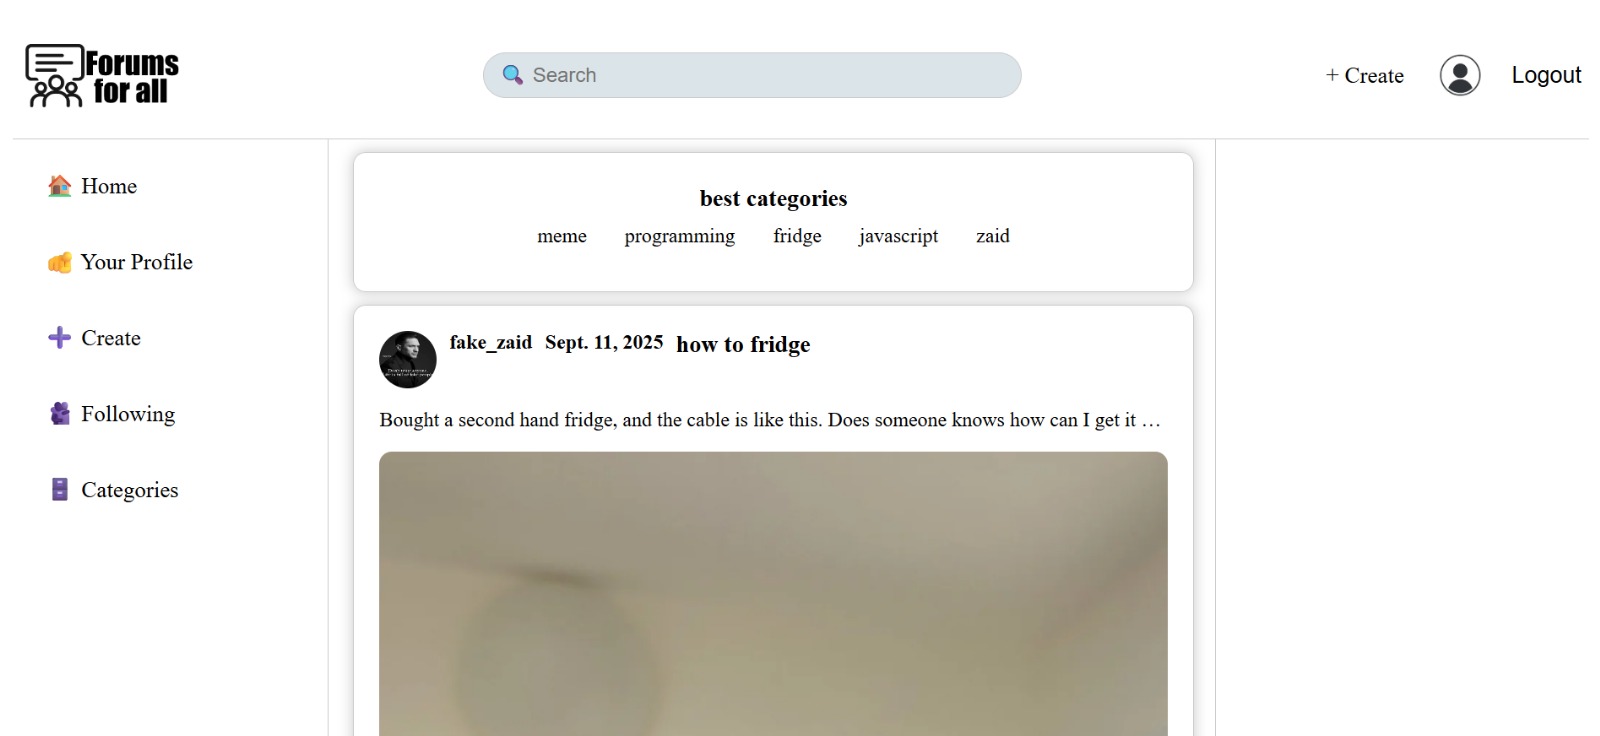 Forums
for all
Search
+ Create
Logout
Home
Your Profile
Create
Following
Categories
best categories
meme programming fridge javascript zaid
fake_zaid Sept. 11, 2025 how to fridge
Bought a second hand fridge, and the cable is like this. Does someone knows how can I get it …